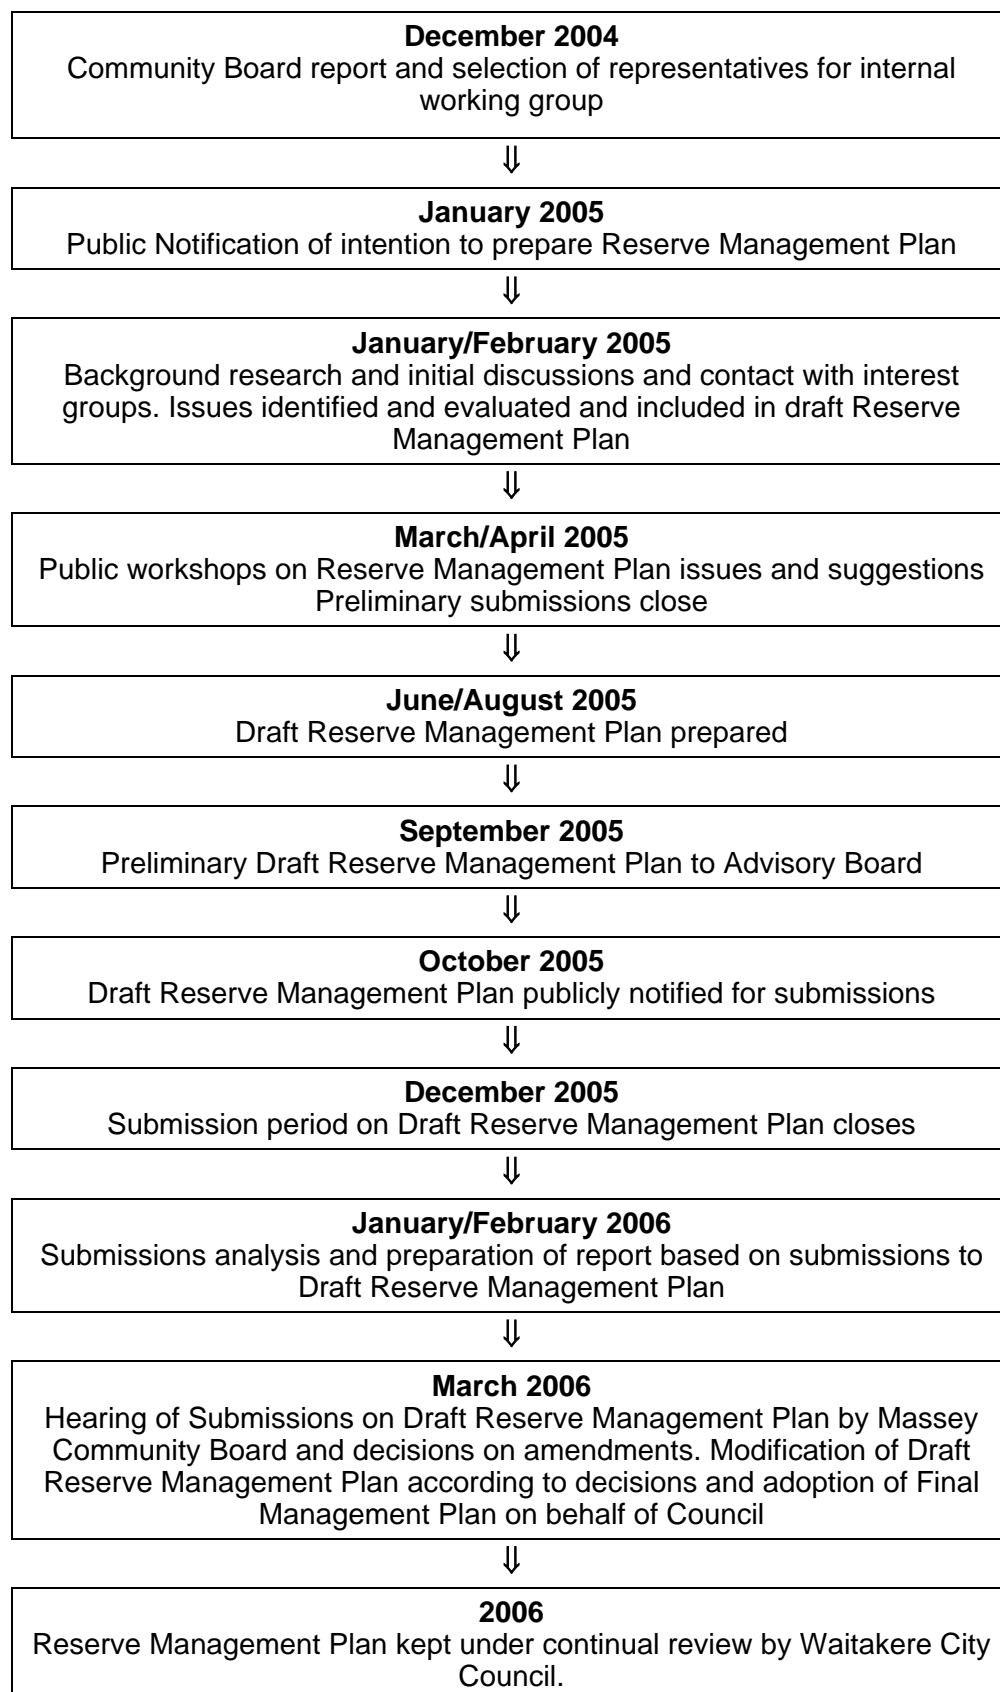 December 2004
Community Board report and selection of representatives for internal
working group
⇓
January 2005
Public Notification of intention to prepare Reserve Management Plan
⇓
January/February 2005
Background research and initial discussions and contact with interest
groups. Issues identified and evaluated and included in draft Reserve
Management Plan
⇓
March/April 2005
Public workshops on Reserve Management Plan issues and suggestions
Preliminary submissions close
⇓
June/August 2005
Draft Reserve Management Plan prepared
⇓
September 2005
Preliminary Draft Reserve Management Plan to Advisory Board
⇓
October 2005
Draft Reserve Management Plan publicly notified for submissions
⇓
December 2005
Submission period on Draft Reserve Management Plan closes
⇓
January/February 2006
Submissions analysis and preparation of report based on submissions to
Draft Reserve Management Plan
⇓
March 2006
Hearing of Submissions on Draft Reserve Management Plan by Massey
Community Board and decisions on amendments. Modification of Draft
Reserve Management Plan according to decisions and adoption of Final
Management Plan on behalf of Council
⇓
2006
Reserve Management Plan kept under continual review by Waitakere City
Council.